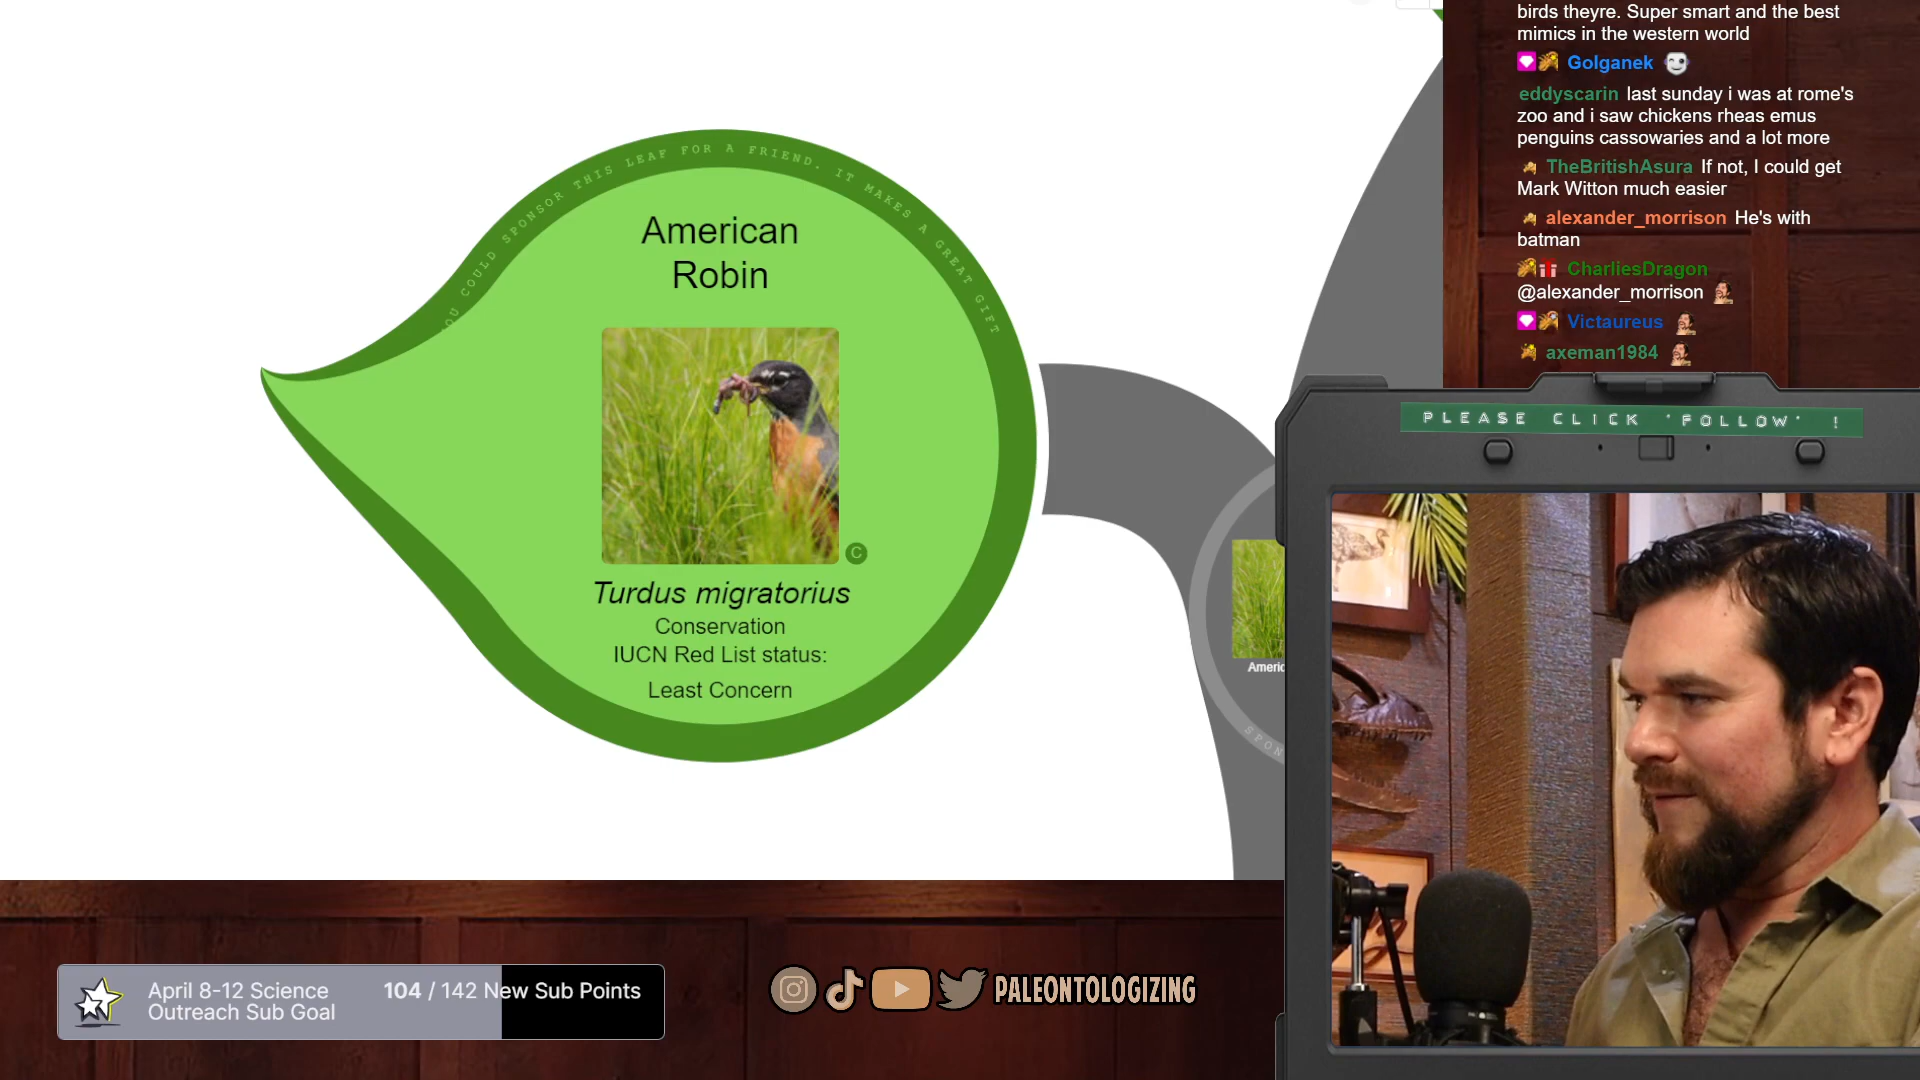 birds theyre. Super smart and the best
mimics in the western world
Golganek
eddyscarin last sunday i was at rome's
zoo and i saw chickens rheas emus
penguins cassowaries and a lot more
TheBritishAsura If not, I could get
Mark Witton much easier
alexander_morrison He's with
batman
CharliesDragon
@alexander_morrison
Victaureus
axeman1984
PLEASE CLICK 'FOLLOW' !
YOU COULD SPONSOR THIS LEAF FOR A FRIEND. IT MAKES A GREAT GIFT
American
Robin
C
Turdus migratorius
Conservation
IUCN Red List status:
Least Concern
Americ
SPON
April 8-12 Science
Outreach Sub Goal
104 / 142 New Sub Points
PALEONTOLOGIZING